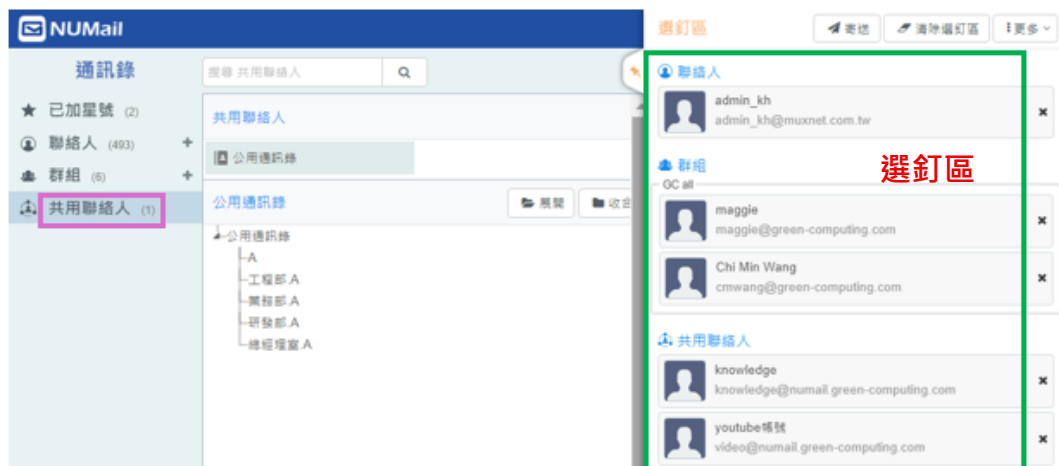 NUMail
通訊錄
搜尋 共用聯絡人
已加星號 (2)
聯絡人 (493)
群組 (6)
共用聯絡人 (1)
共用聯絡人
公用通訊錄
公用通訊錄
展開
收合
公用通訊錄
A
工程部.A
業務部.A
研發部.A
總經理室.A
選釘區
寄送
清除選釘區
更多
聯絡人
admin_kh
admin_kh@muxnet.com.tw
群組
選釘區
GC all
maggie
maggie@green-computing.com
Chi Min Wang
cmwang@green-computing.com
共用聯絡人
knowledge
knowledge@numail.green-computing.com
youtube帳號
video@numail.green-computing.com